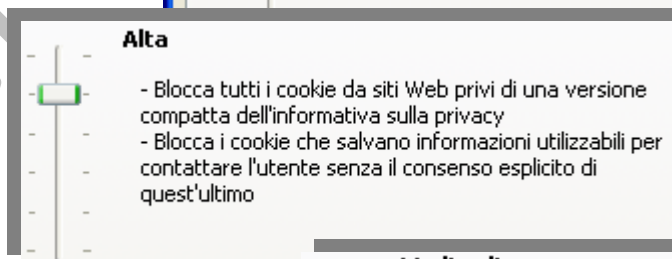 Alta
- Blocca tutti i cookie da siti Web privi di una versione
compatta dell'informativa sulla privacy
- Blocca i cookie che salvano informazioni utilizzabili per
contattare l'utente senza il consenso esplicito di
quest'ultimo